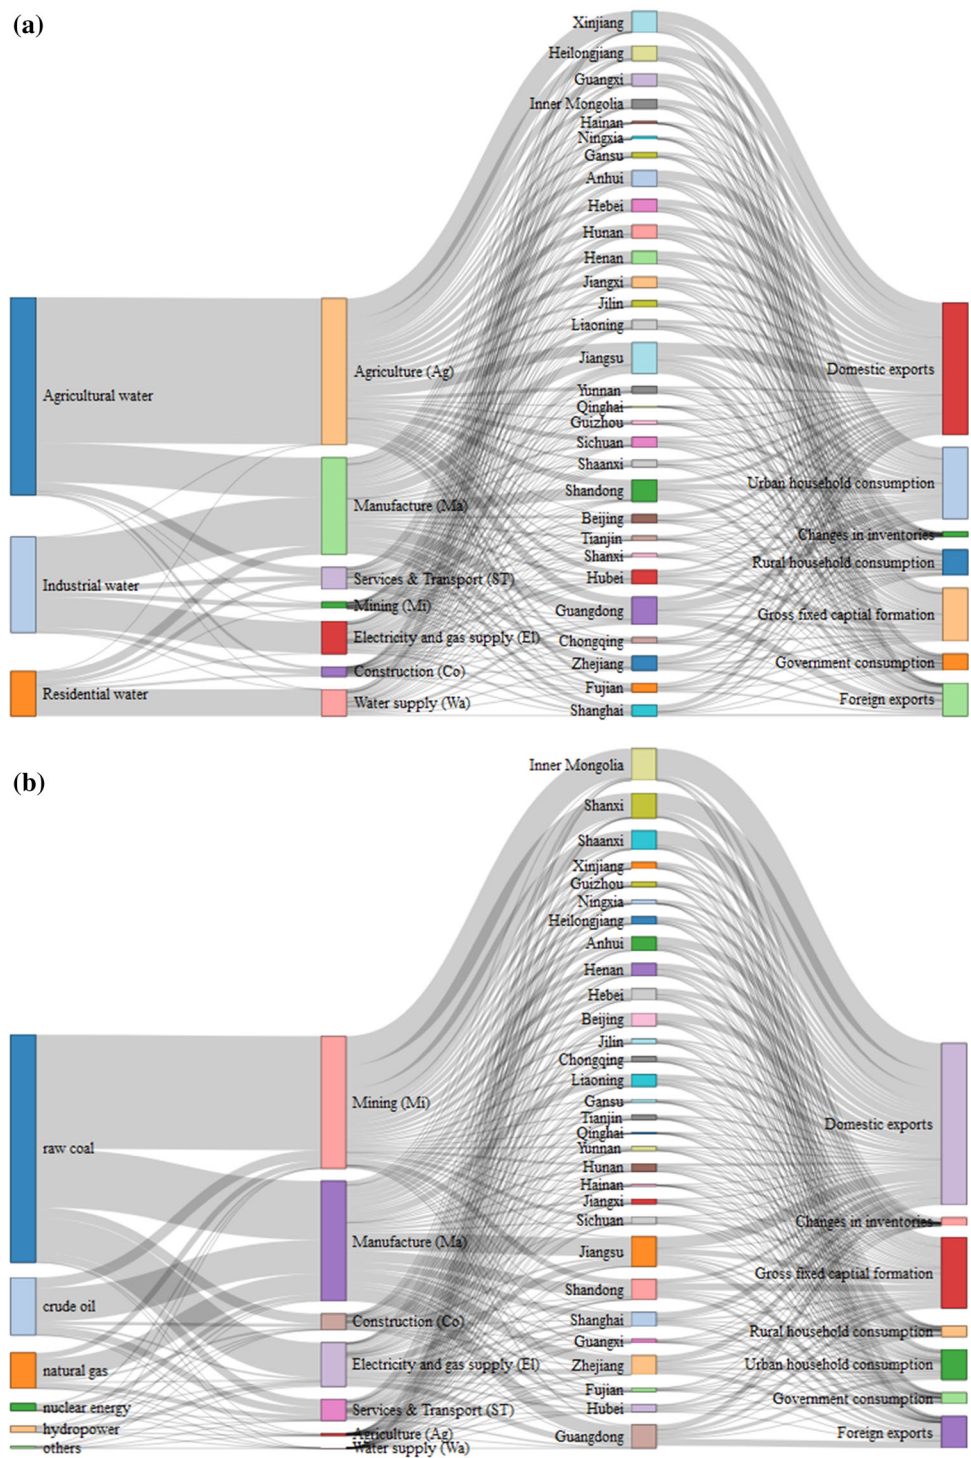 (a)
Xinjiang
Heilongjiang
Guangxi
Inner Mongolia
Hainan
Ningxia
Gansu
Anhui
Hebei
Hunan
Henan
Jiangxi
Jilin
Liaoning
Jiangsu
Yunnan
Qinghai
Guizhou
Sichuan
Shaanxi
Shandong
Beijing
Tianjin
Shanxi
Hubei
Guangdong
Chongqing
Zhejiang
Fujian
Shanghai
Agricultural water
Industrial water
Residential water
Agriculture (Ag)
Manufacture (Ma)
Services & Transport (ST)
Mining (Mi)
Electricity and gas supply (El)
Construction (Co)
Water supply (Wa)
Domestic exports
Urban household consumption
Changes in inventories
Rural household consumption
Gross fixed captial formation
Government consumption
Foreign exports
(b)
Inner Mongolia
Shanxi
Shaanxi
Xinjiang
Guizhou
Ningxia
Heilongjiang
Anhui
Henan
Hebei
Beijing
Jilin
Chongqing
Liaoning
Gansu
Tianjin
Qinghai
Yunnan
Hunan
Hainan
Jiangxi
Sichuan
Jiangsu
Shandong
Shanghai
Guangxi
Zhejiang
Fujian
Hubei
Guangdong
raw coal
crude oil
natural gas
nuclear energy
hydropower
others
Mining (Mi)
Manufacture (Ma)
Construction (Co)
Electricity and gas supply (El)
Services & Transport (ST)
Agriculture (Ag)
Water supply (Wa)
Domestic exports
Changes in inventories
Gross fixed captial formation
Rural household consumption
Urban household consumption
Government consumption
Foreign exports